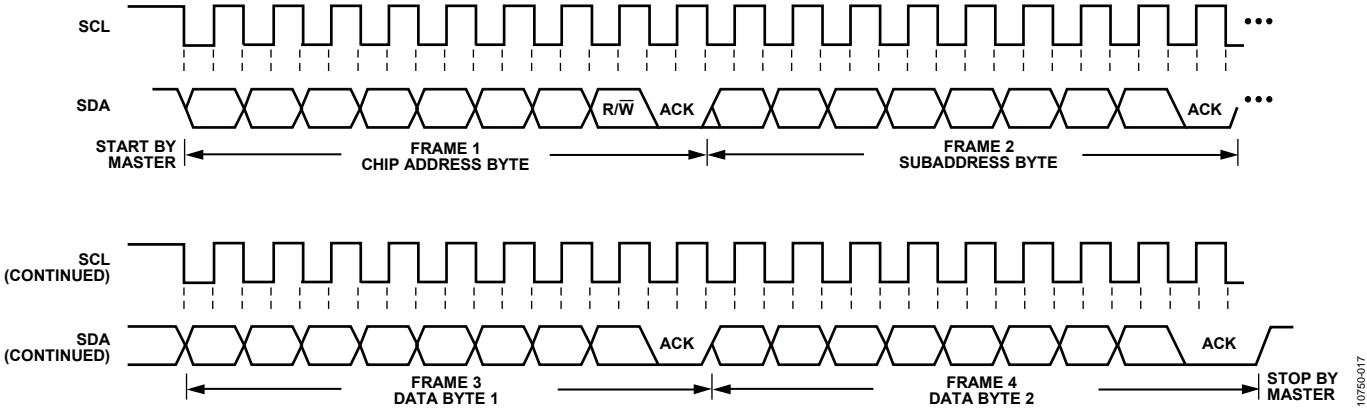 SCL
SDA
R/W̅
ACK
ACK
START BY
MASTER
FRAME 1
CHIP ADDRESS BYTE
FRAME 2
SUBADDRESS BYTE
SCL
(CONTINUED)
SDA
(CONTINUED)
ACK
ACK
FRAME 3
DATA BYTE 1
FRAME 4
DATA BYTE 2
STOP BY
MASTER
10750-017